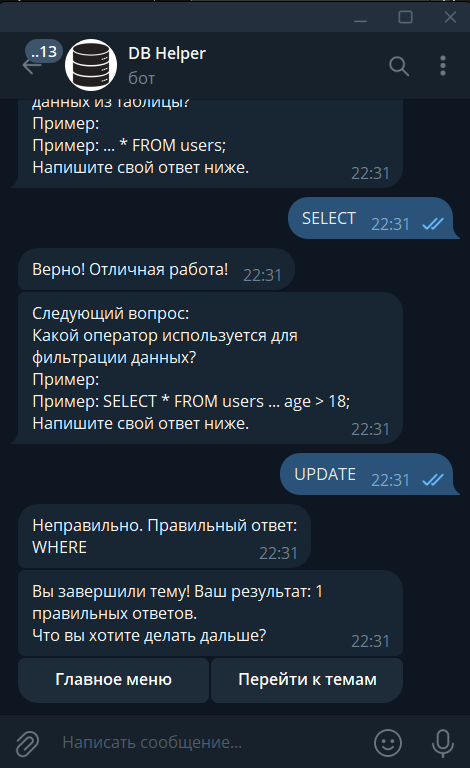 ..13
DB Helper
бот
данных из таблицы?
Пример:
Пример: ... * FROM users;
Напишите свой ответ ниже.
22:31
SELECT 22:31
Верно! Отличная работа! 22:31
Следующий вопрос:
Какой оператор используется для
фильтрации данных?
Пример:
Пример: SELECT * FROM users ... age > 18;
Напишите свой ответ ниже.
22:31
UPDATE 22:31
Неправильно. Правильный ответ:
WHERE 22:31
Вы завершили тему! Ваш результат: 1
правильных ответов.
Что вы хотите делать дальше?
22:31
Главное меню Перейти к темам
Написать сообщение...